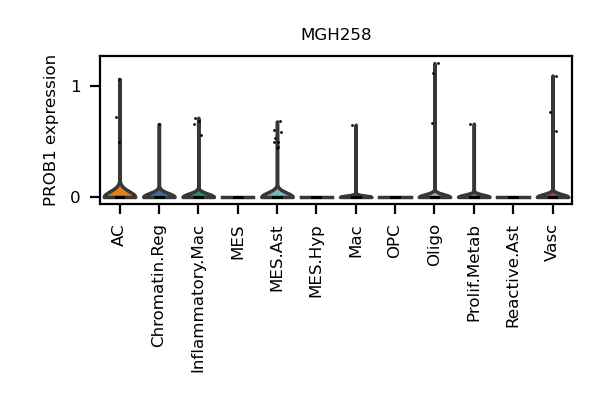 MGH258
PROB1 expression
1
0
AC
Chromatin.Reg
Inflammatory.Mac
MES
MES.Ast
MES.Hyp
Mac
OPC
Oligo
Prolif.Metab
Reactive.Ast
Vasc